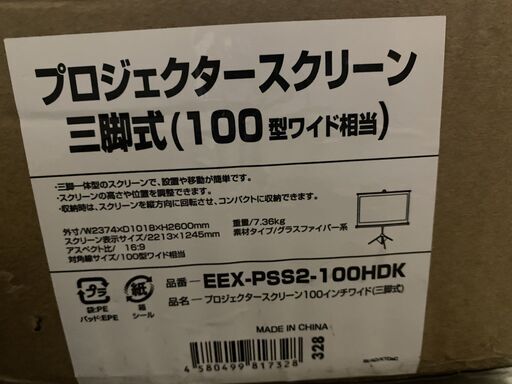 プロジェクタースクリーン
三脚式(100型ワイド相当)
・三脚一体型のスクリーンで、設置や移動が簡単です。
・スクリーンの高さや位置を調整できます。
・収納時は、スクリーンを縦方向に回転させ、コンパクトに収納できます。
外寸/W2374×D1018×H2600mm
重量/7.36kg
スクリーン表示サイズ/2213×1245mm
素材タイプ/グラスファイバー系
アスペクト比/ 16:9
対角線サイズ/100型ワイド相当
プラ
袋:PE
パッド:EPE
紙
箱
シール
品番― EEX-PSS2-100HDK
品名― プロジェクタースクリーン100インチワイド(三脚式)
MADE IN CHINA
4 580499 817328
328